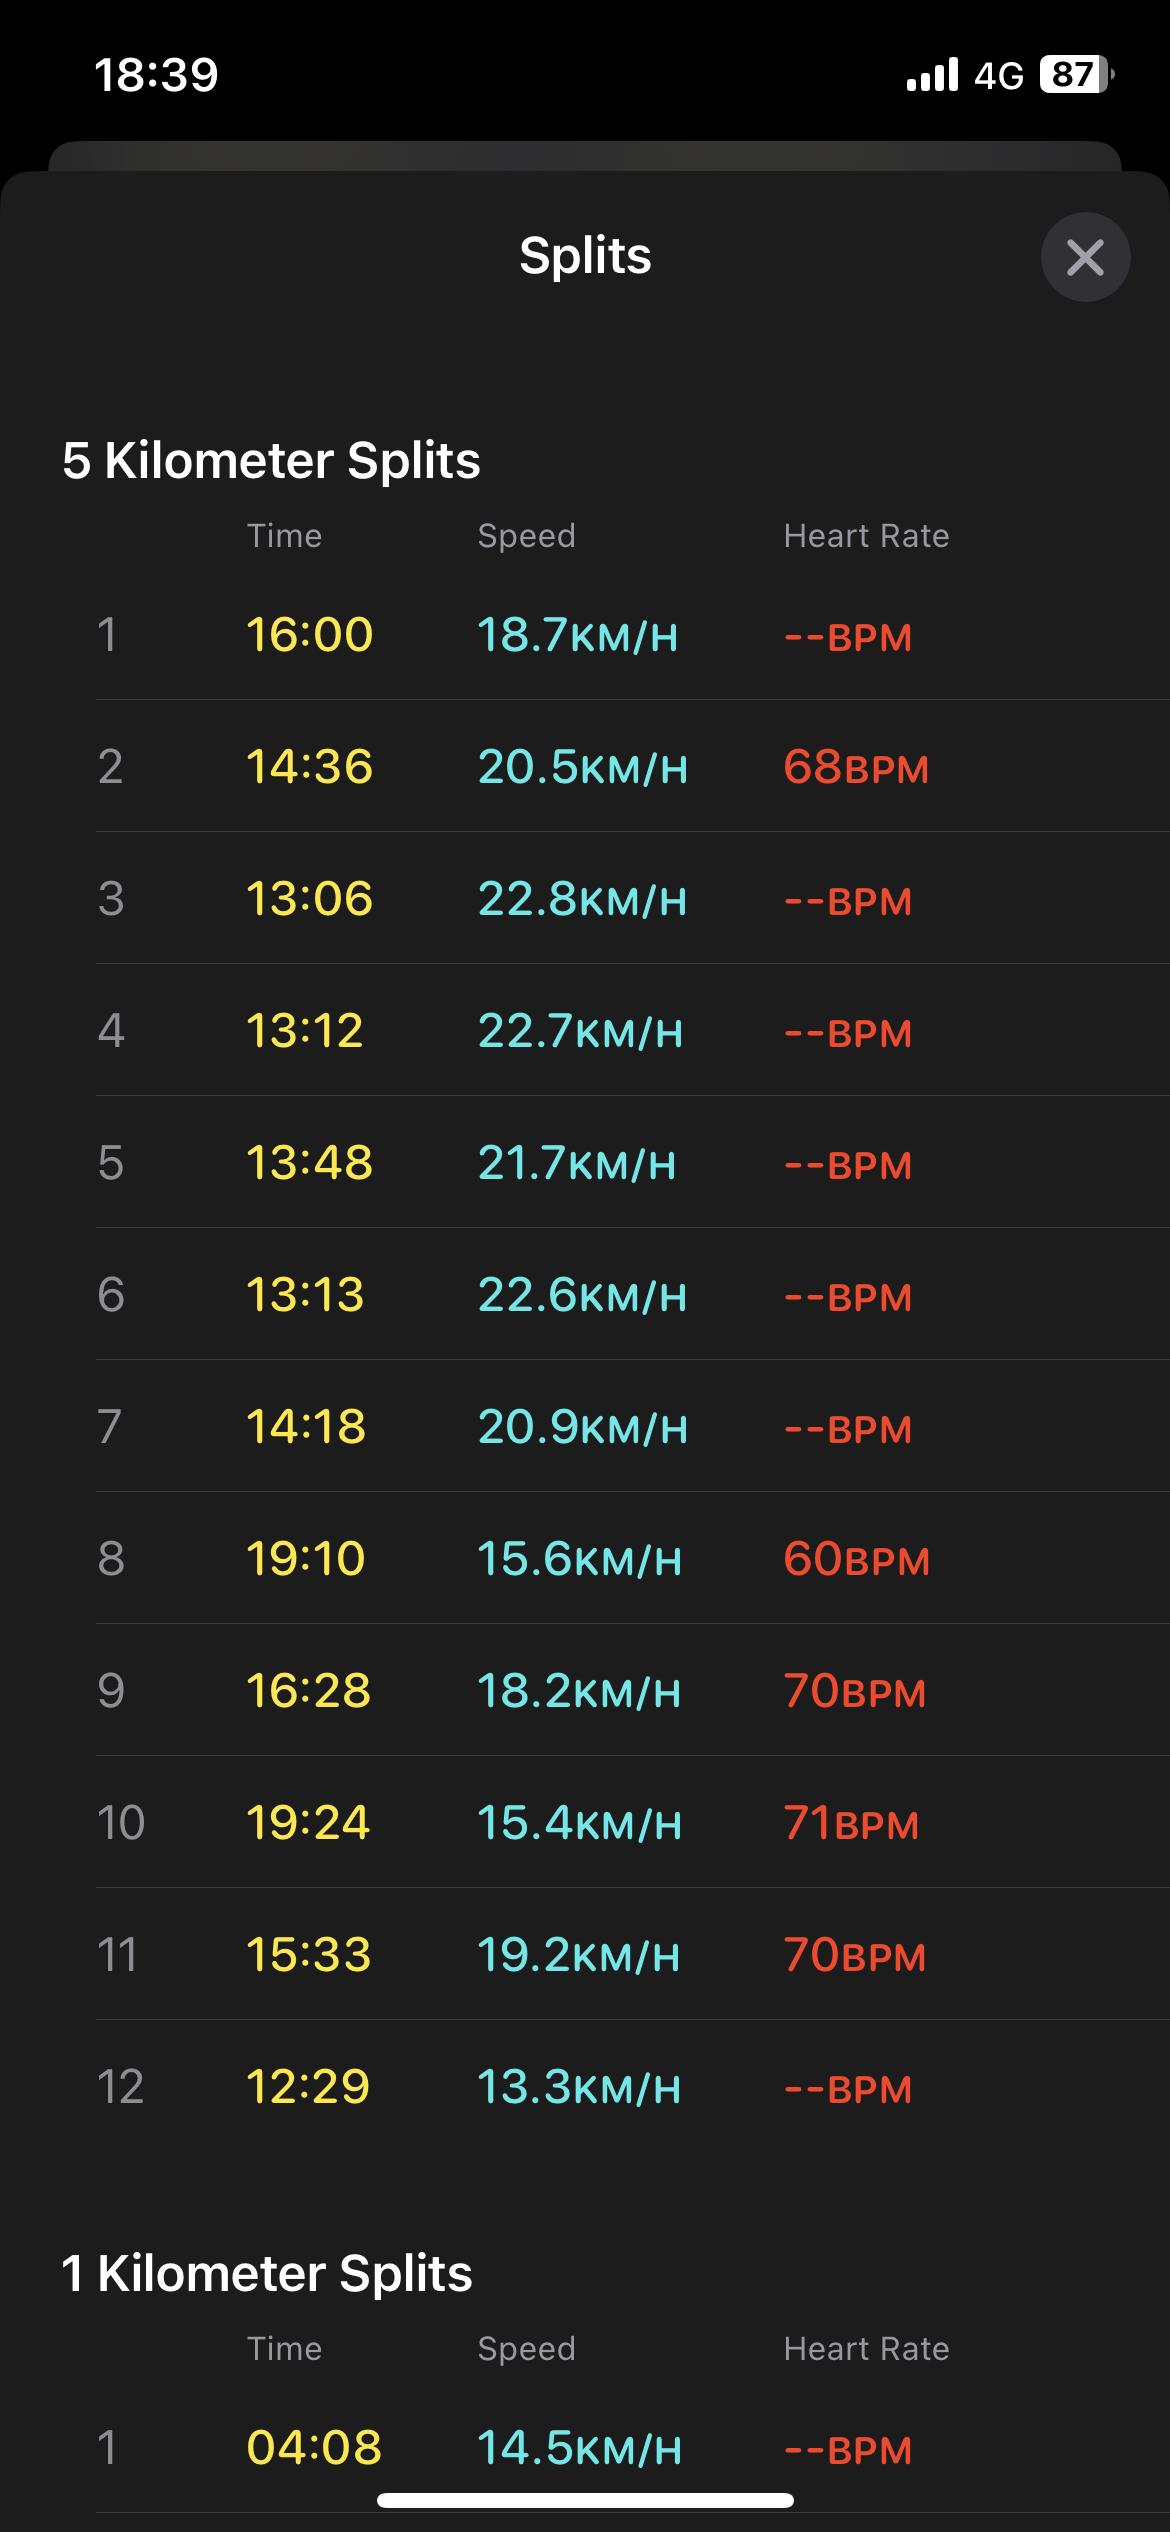 18:39 4G 87
Splits
5 Kilometer Splits
Time Speed Heart Rate
1 16:00 18.7KM/H --BPM
2 14:36 20.5KM/H 68BPM
3 13:06 22.8KM/H --BPM
4 13:12 22.7KM/H --BPM
5 13:48 21.7KM/H --BPM
6 13:13 22.6KM/H --BPM
7 14:18 20.9KM/H --BPM
8 19:10 15.6KM/H 60BPM
9 16:28 18.2KM/H 70BPM
10 19:24 15.4KM/H 71BPM
11 15:33 19.2KM/H 70BPM
12 12:29 13.3KM/H --BPM
1 Kilometer Splits
Time Speed Heart Rate
1 04:08 14.5KM/H --BPM